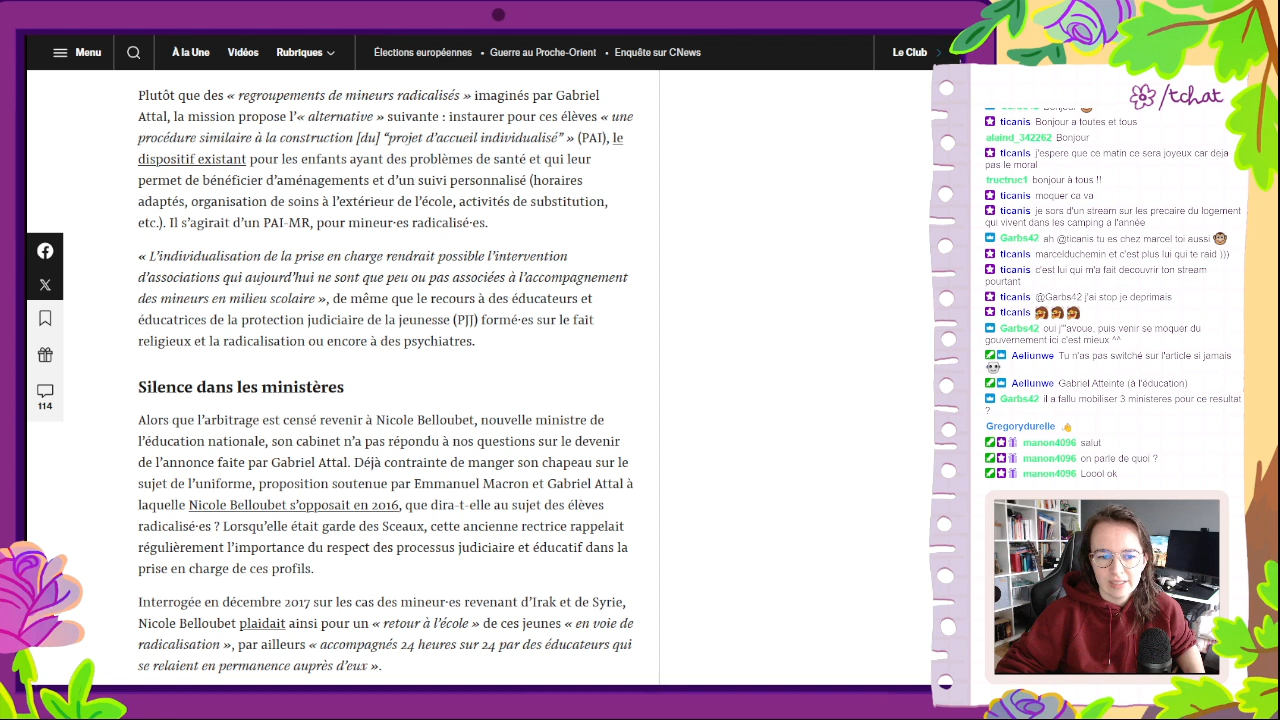 Menu
À la Une
Vidéos
Rubriques
Élections européennes • Guerre au Proche-Orient • Enquête sur CNews
Le Club
Plutôt que des « regroupements de mineurs radicalisés » imaginés par Gabriel
Attal, la mission propose l’« alternative » suivante : instaurer pour ces élèves « une
procédure similaire à la construction [du] “projet d’accueil individualisé” » (PAI), le
dispositif existant pour les enfants ayant des problèmes de santé et qui leur
permet de bénéficier d’aménagements et d’un suivi personnalisé (horaires
adaptés, organisation de soins à l’extérieur de l’école, activités de substitution,
etc.). Il s’agirait d’un PAI-MR, pour mineur·es radicalisé·es.
« L’individualisation de la prise en charge rendrait possible l’intervention
d’associations qui aujourd’hui ne sont que peu ou pas associées à l’accompagnement
des mineurs en milieu scolaire », de même que le recours à des éducateurs et
éducatrices de la protection judiciaire de la jeunesse (PJJ) formé·es sur le fait
religieux et la radicalisation ou encore à des psychiatres.
114
Silence dans les ministères
Alors que l’arbitrage est censé revenir à Nicole Belloubet, nouvelle ministre de
l’éducation nationale, son cabinet n’a pas répondu à nos questions sur le devenir
de l’annonce faite par Gabriel Attal. Déjà contrainte de manger son chapeau sur le
sujet de l’uniforme, proposition soutenue par Emmanuel Macron et Gabriel Attal à
laquelle Nicole Belloubet s’opposait en 2016, que dira-t-elle au sujet des élèves
radicalisé·es ? Lorsqu’elle était garde des Sceaux, cette ancienne rectrice rappelait
régulièrement l’importance du respect des processus judiciaire et éducatif dans la
prise en charge de ces profils.
Interrogée en décembre 2017 sur les cas des mineur·es revenant d’Irak et de Syrie,
Nicole Belloubet plaidait ainsi pour un « retour à l’école » de ces jeunes « en voie de
radicalisation », par ailleurs « accompagnés 24 heures sur 24 par des éducateurs qui
se relaient en permanence auprès d’eux ».
/tchat
ticanis Bonjour a toutes et tous
alaind_342262 Bonjour
ticanis j'espere que ce matin ce sera joyeux car deja
pas le moral
tructruc1 bonjour à tous !!
ticanis moquer ca va
ticanis je sors d'un stream sur les precaire du logement
qui vivent dans les camping a l'année
Garbs42 ah @ticanis tu es chez marcel toi aussi
ticanis marcelduchemin et c'est plus lui qui te raid )))
ticanis c'est lui qui m'a fait decouvrir ton stream
pourtant
ticanis @Garbs42 j'ai stop je deprimais
ticanis
Garbs42 oui j'"avoue, puis venir se moquer du
gouvernement ici c'est mieux ^^
Aeliunwe Tu n'as pas switché sur l'article si jamais
Aeliunwe Gabriel Atteinte (à l'éducation)
Garbs42 il a fallu mobiliser 3 ministeres pour ce resultat
?
Gregorydurelle
manon4096 salut
manon4096 on parle de quoi ?
manon4096 Loool ok